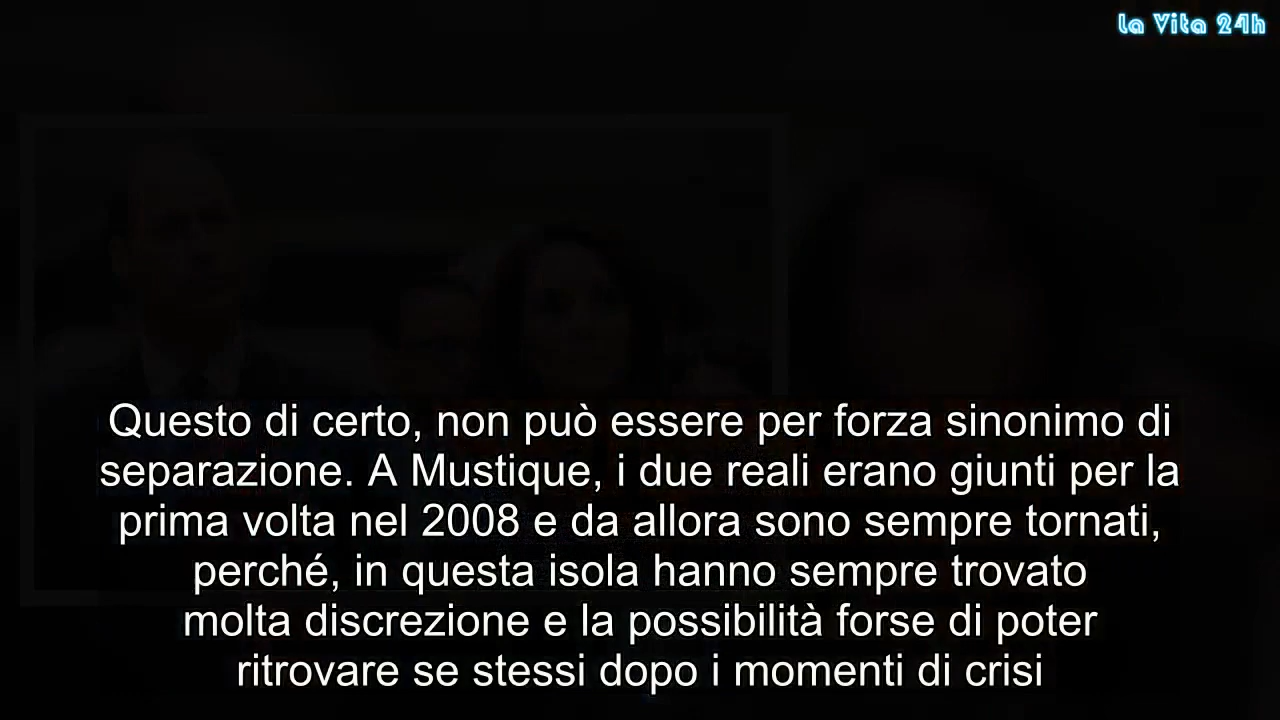 la Vita 24h
Questo di certo, non può essere per forza sinonimo di
separazione. A Mustique, i due reali erano giunti per la
prima volta nel 2008 e da allora sono sempre tornati,
perché, in questa isola hanno sempre trovato
molta discrezione e la possibilità forse di poter
ritrovare se stessi dopo i momenti di crisi